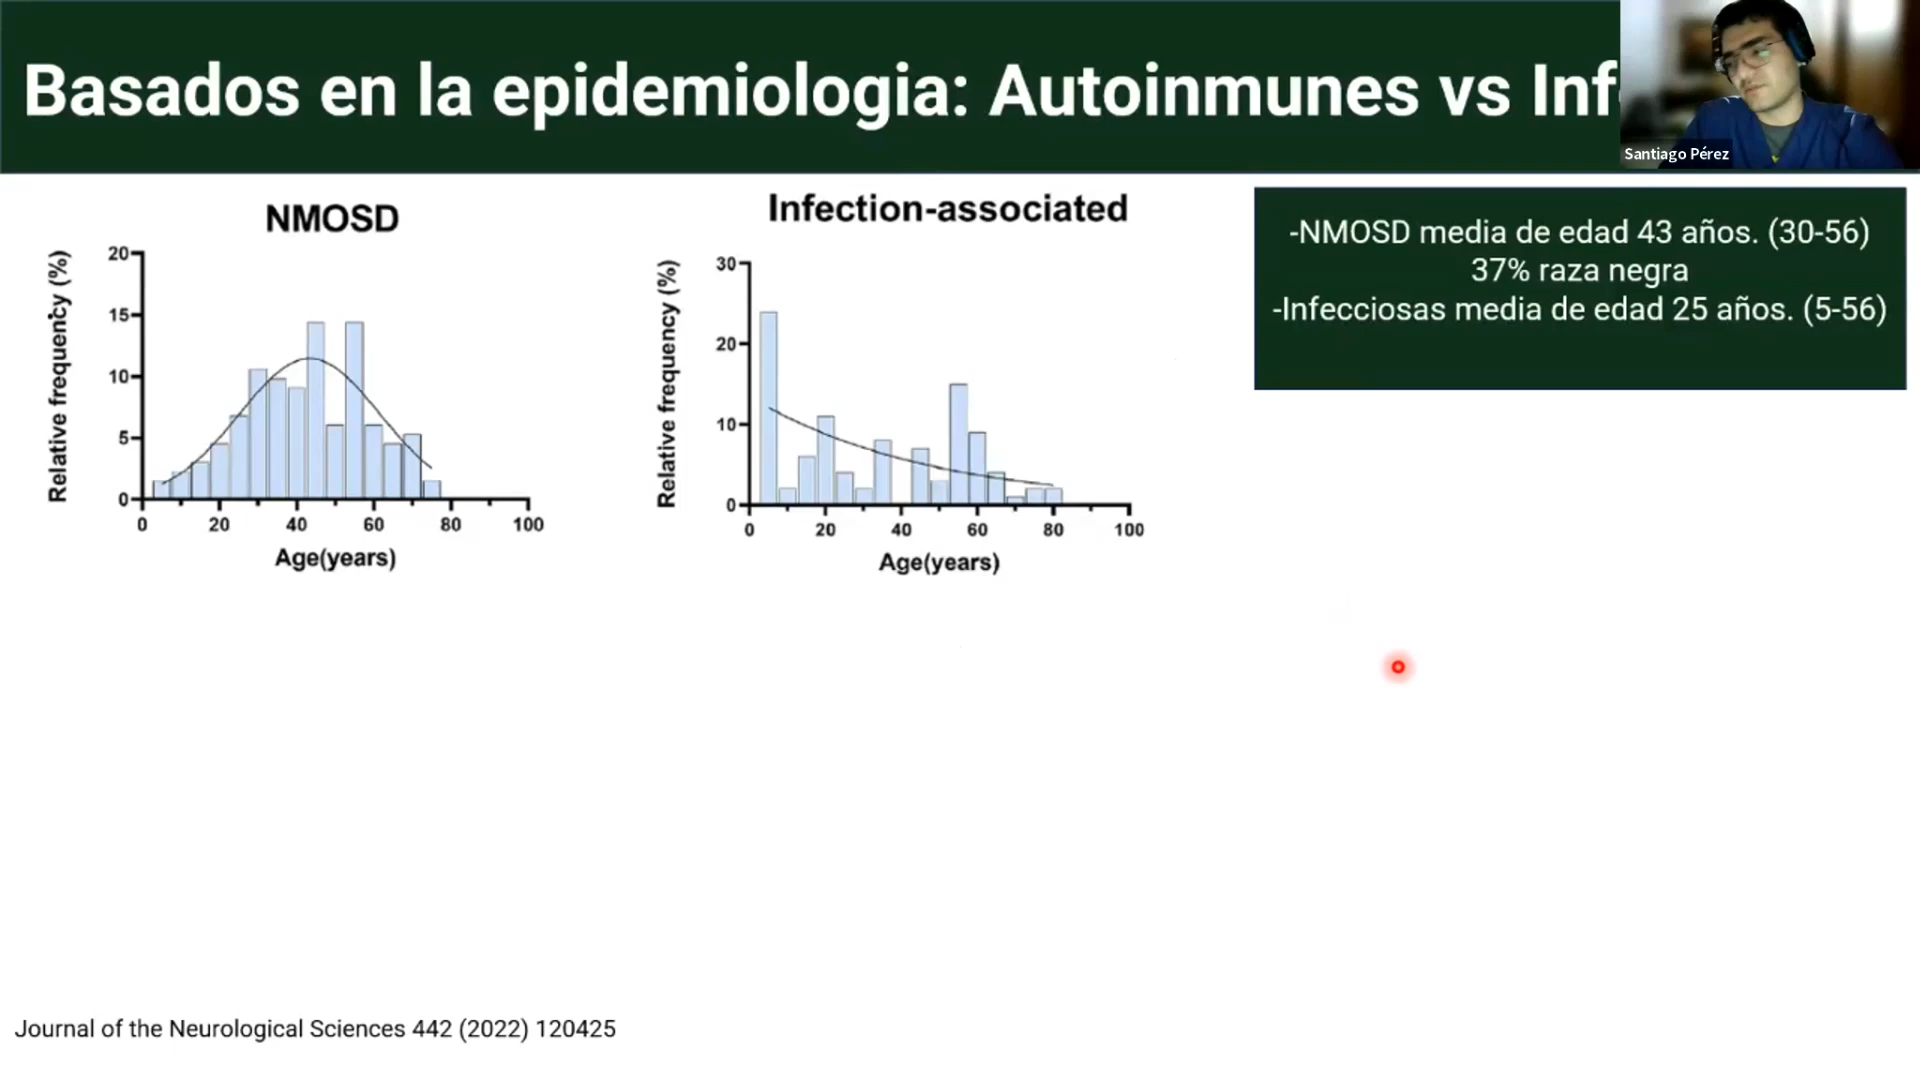 Basados en la epidemiologia: Autoinmunes vs
Santiago Pérez
NMOSD
Relative frequency (%)
20
15
10
5
0
0 20 40 60 80 100
Age(years)
Infection-associated
Relative frequency (%)
30
20
10
0
0 20 40 60 80 100
Age(years)
-NMOSD media de edad 43 años. (30-56)
37% raza negra
-Infecciosas media de edad 25 años. (5-56)
Journal of the Neurological Sciences 442 (2022) 120425